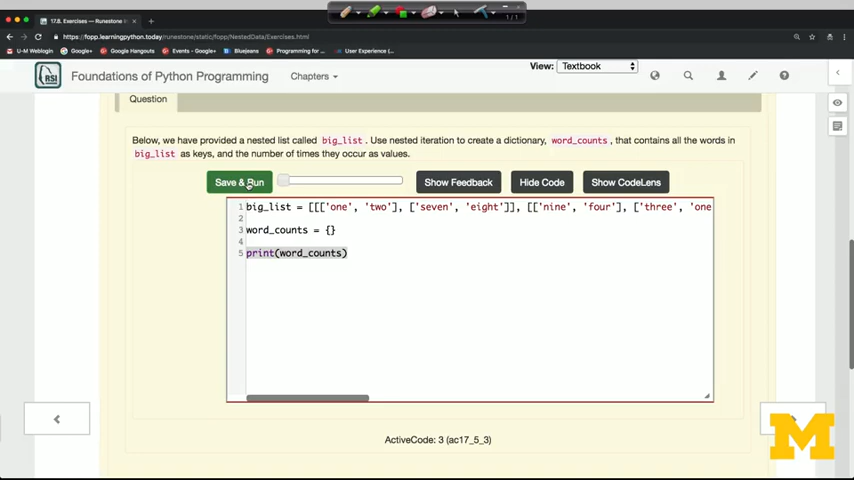 17.8. Exercises — Runestone In
1/1
https://fopp.learningpython.today/runestone/static/fopp/NestedData/Exercises.html
U-M Weblogin
Google+
Google Hangouts
Events - Google+
Bluejeans
Programming for ...
User Experience (...
RSI
Foundations of Python Programming
Chapters
View:
Textbook
Question
Below, we have provided a nested list called big_list. Use nested iteration to create a dictionary, word_counts, that contains all the words in
big_list as keys, and the number of times they occur as values.
Save & Run
Show Feedback
Hide Code
Show CodeLens
1 big_list = [[['one', 'two'], ['seven', 'eight']], [['nine', 'four'], ['three', 'one
2
3 word_counts = {}
4
5 print(word_counts)
ActiveCode: 3 (ac17_5_3)
M